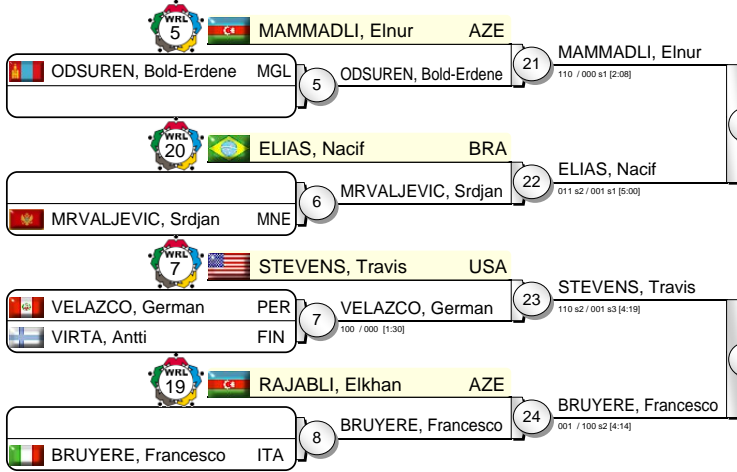 WRL 5 MAMMADLI, Elnur AZE
ODSUREN, Bold-Erdene MGL
5 ODSUREN, Bold-Erdene
21 MAMMADLI, Elnur
110 / 000 s1 [2:08]
WRL 20 ELIAS, Nacif BRA
MRVALJEVIC, Srdjan MNE
6 MRVALJEVIC, Srdjan
22 ELIAS, Nacif
011 s2 / 001 s1 [5:00]
WRL 7 STEVENS, Travis USA
VELAZCO, German PER
VIRTA, Antti FIN
7 VELAZCO, German
100 / 000 [1:30]
23 STEVENS, Travis
110 s2 / 001 s3 [4:19]
WRL 19 RAJABLI, Elkhan AZE
BRUYERE, Francesco ITA
8 BRUYERE, Francesco
24 BRUYERE, Francesco
001 / 100 s2 [4:14]